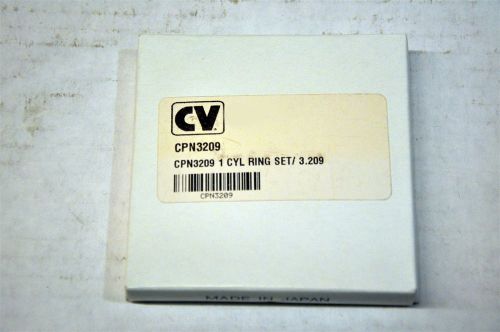 CV
CPN3209
CPN3209 1 CYL RING SET/ 3.209
CPN3209
MADE IN JAPAN